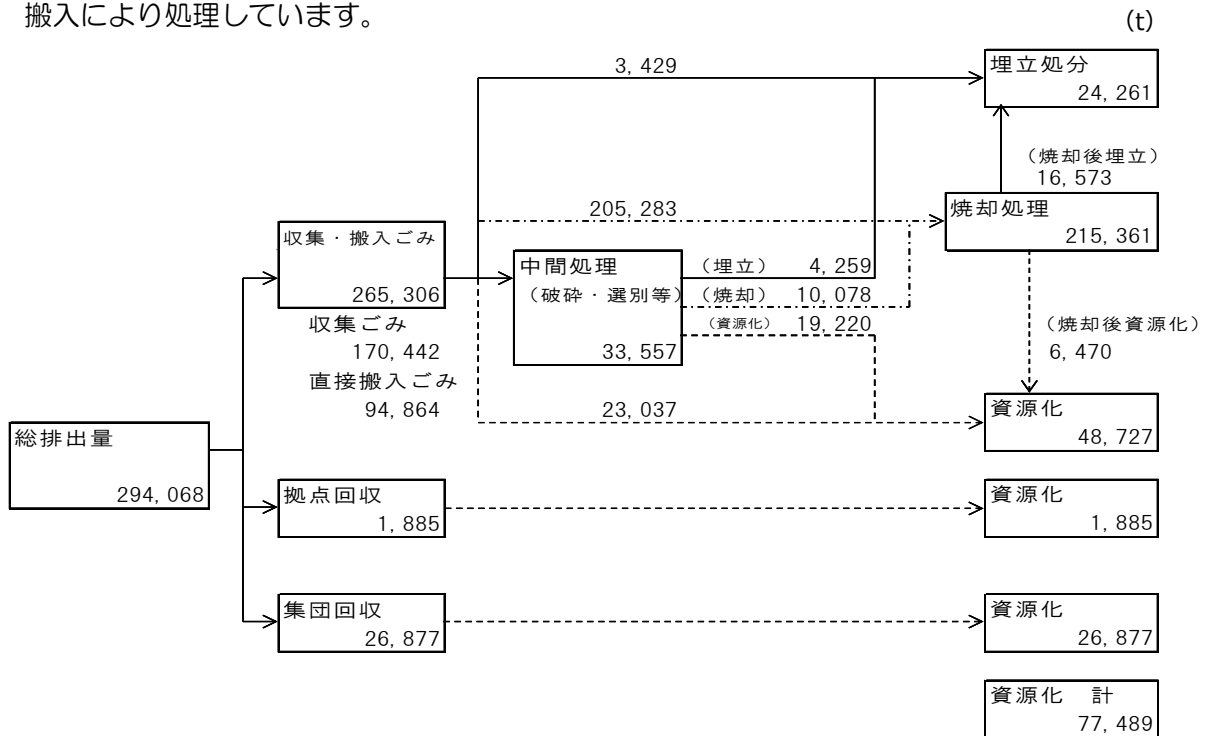 搬入により処理しています。
(t)
3,429
埋立処分
24,261
(焼却後埋立)
16,573
205,283
焼却処理
215,361
収集・搬入ごみ
265,306
収集ごみ
170,442
直接搬入ごみ
94,864
中間処理
(破砕・選別等)
33,557
(埋立) 4,259
(焼却) 10,078
(資源化) 19,220
(焼却後資源化)
6,470
23,037
資源化
48,727
総排出量
294,068
拠点回収
1,885
資源化
1,885
集団回収
26,877
資源化
26,877
資源化 計
77,489